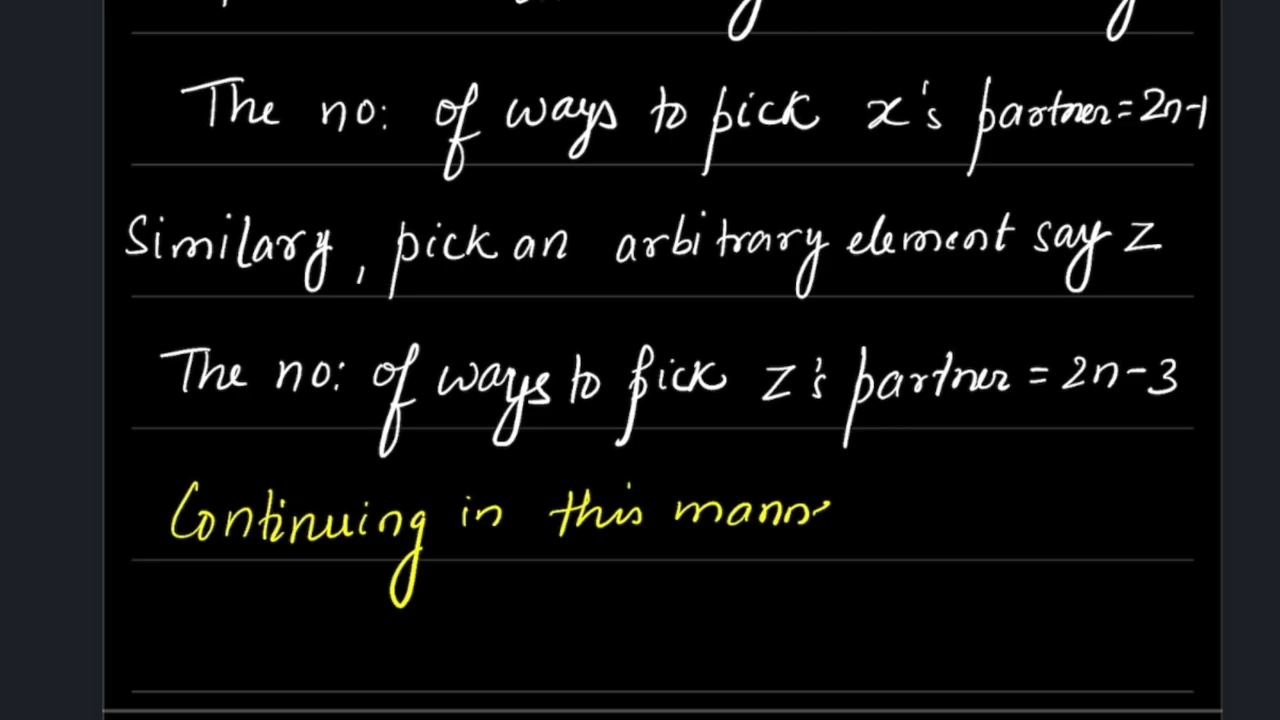 The no: of ways to pick x's partner = 2n-1
Similary, pick an arbitrary element say z
The no: of ways to pick z's partner = 2n-3
Continuing in this mann